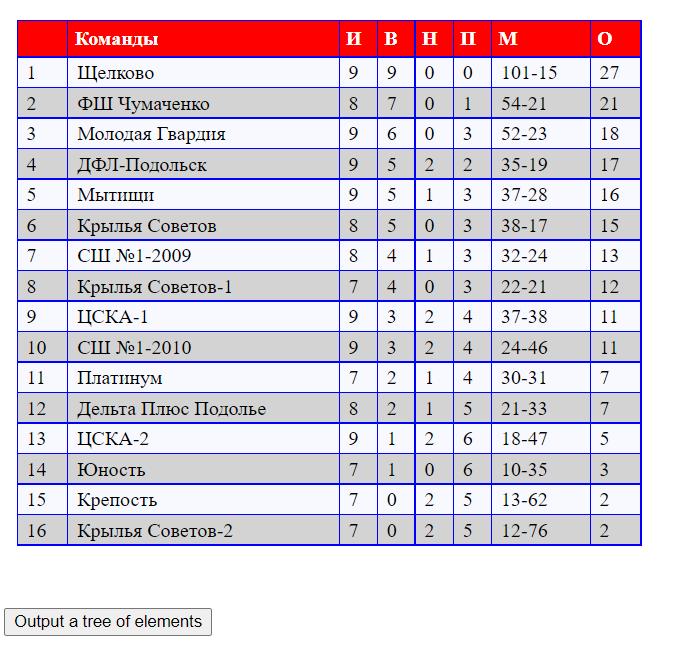 Команды И В Н П М О
1 Щелково 9 9 0 0 101-15 27
2 ФШ Чумаченко 8 7 0 1 54-21 21
3 Молодая Гвардия 9 6 0 3 52-23 18
4 ДФЛ-Подольск 9 5 2 2 35-19 17
5 Мытищи 9 5 1 3 37-28 16
6 Крылья Советов 8 5 0 3 38-17 15
7 СШ №1-2009 8 4 1 3 32-24 13
8 Крылья Советов-1 7 4 0 3 22-21 12
9 ЦСКА-1 9 3 2 4 37-38 11
10 СШ №1-2010 9 3 2 4 24-46 11
11 Платинум 7 2 1 4 30-31 7
12 Дельта Плюс Подолье 8 2 1 5 21-33 7
13 ЦСКА-2 9 1 2 6 18-47 5
14 Юность 7 1 0 6 10-35 3
15 Крепость 7 0 2 5 13-62 2
16 Крылья Советов-2 7 0 2 5 12-76 2
Output a tree of elements